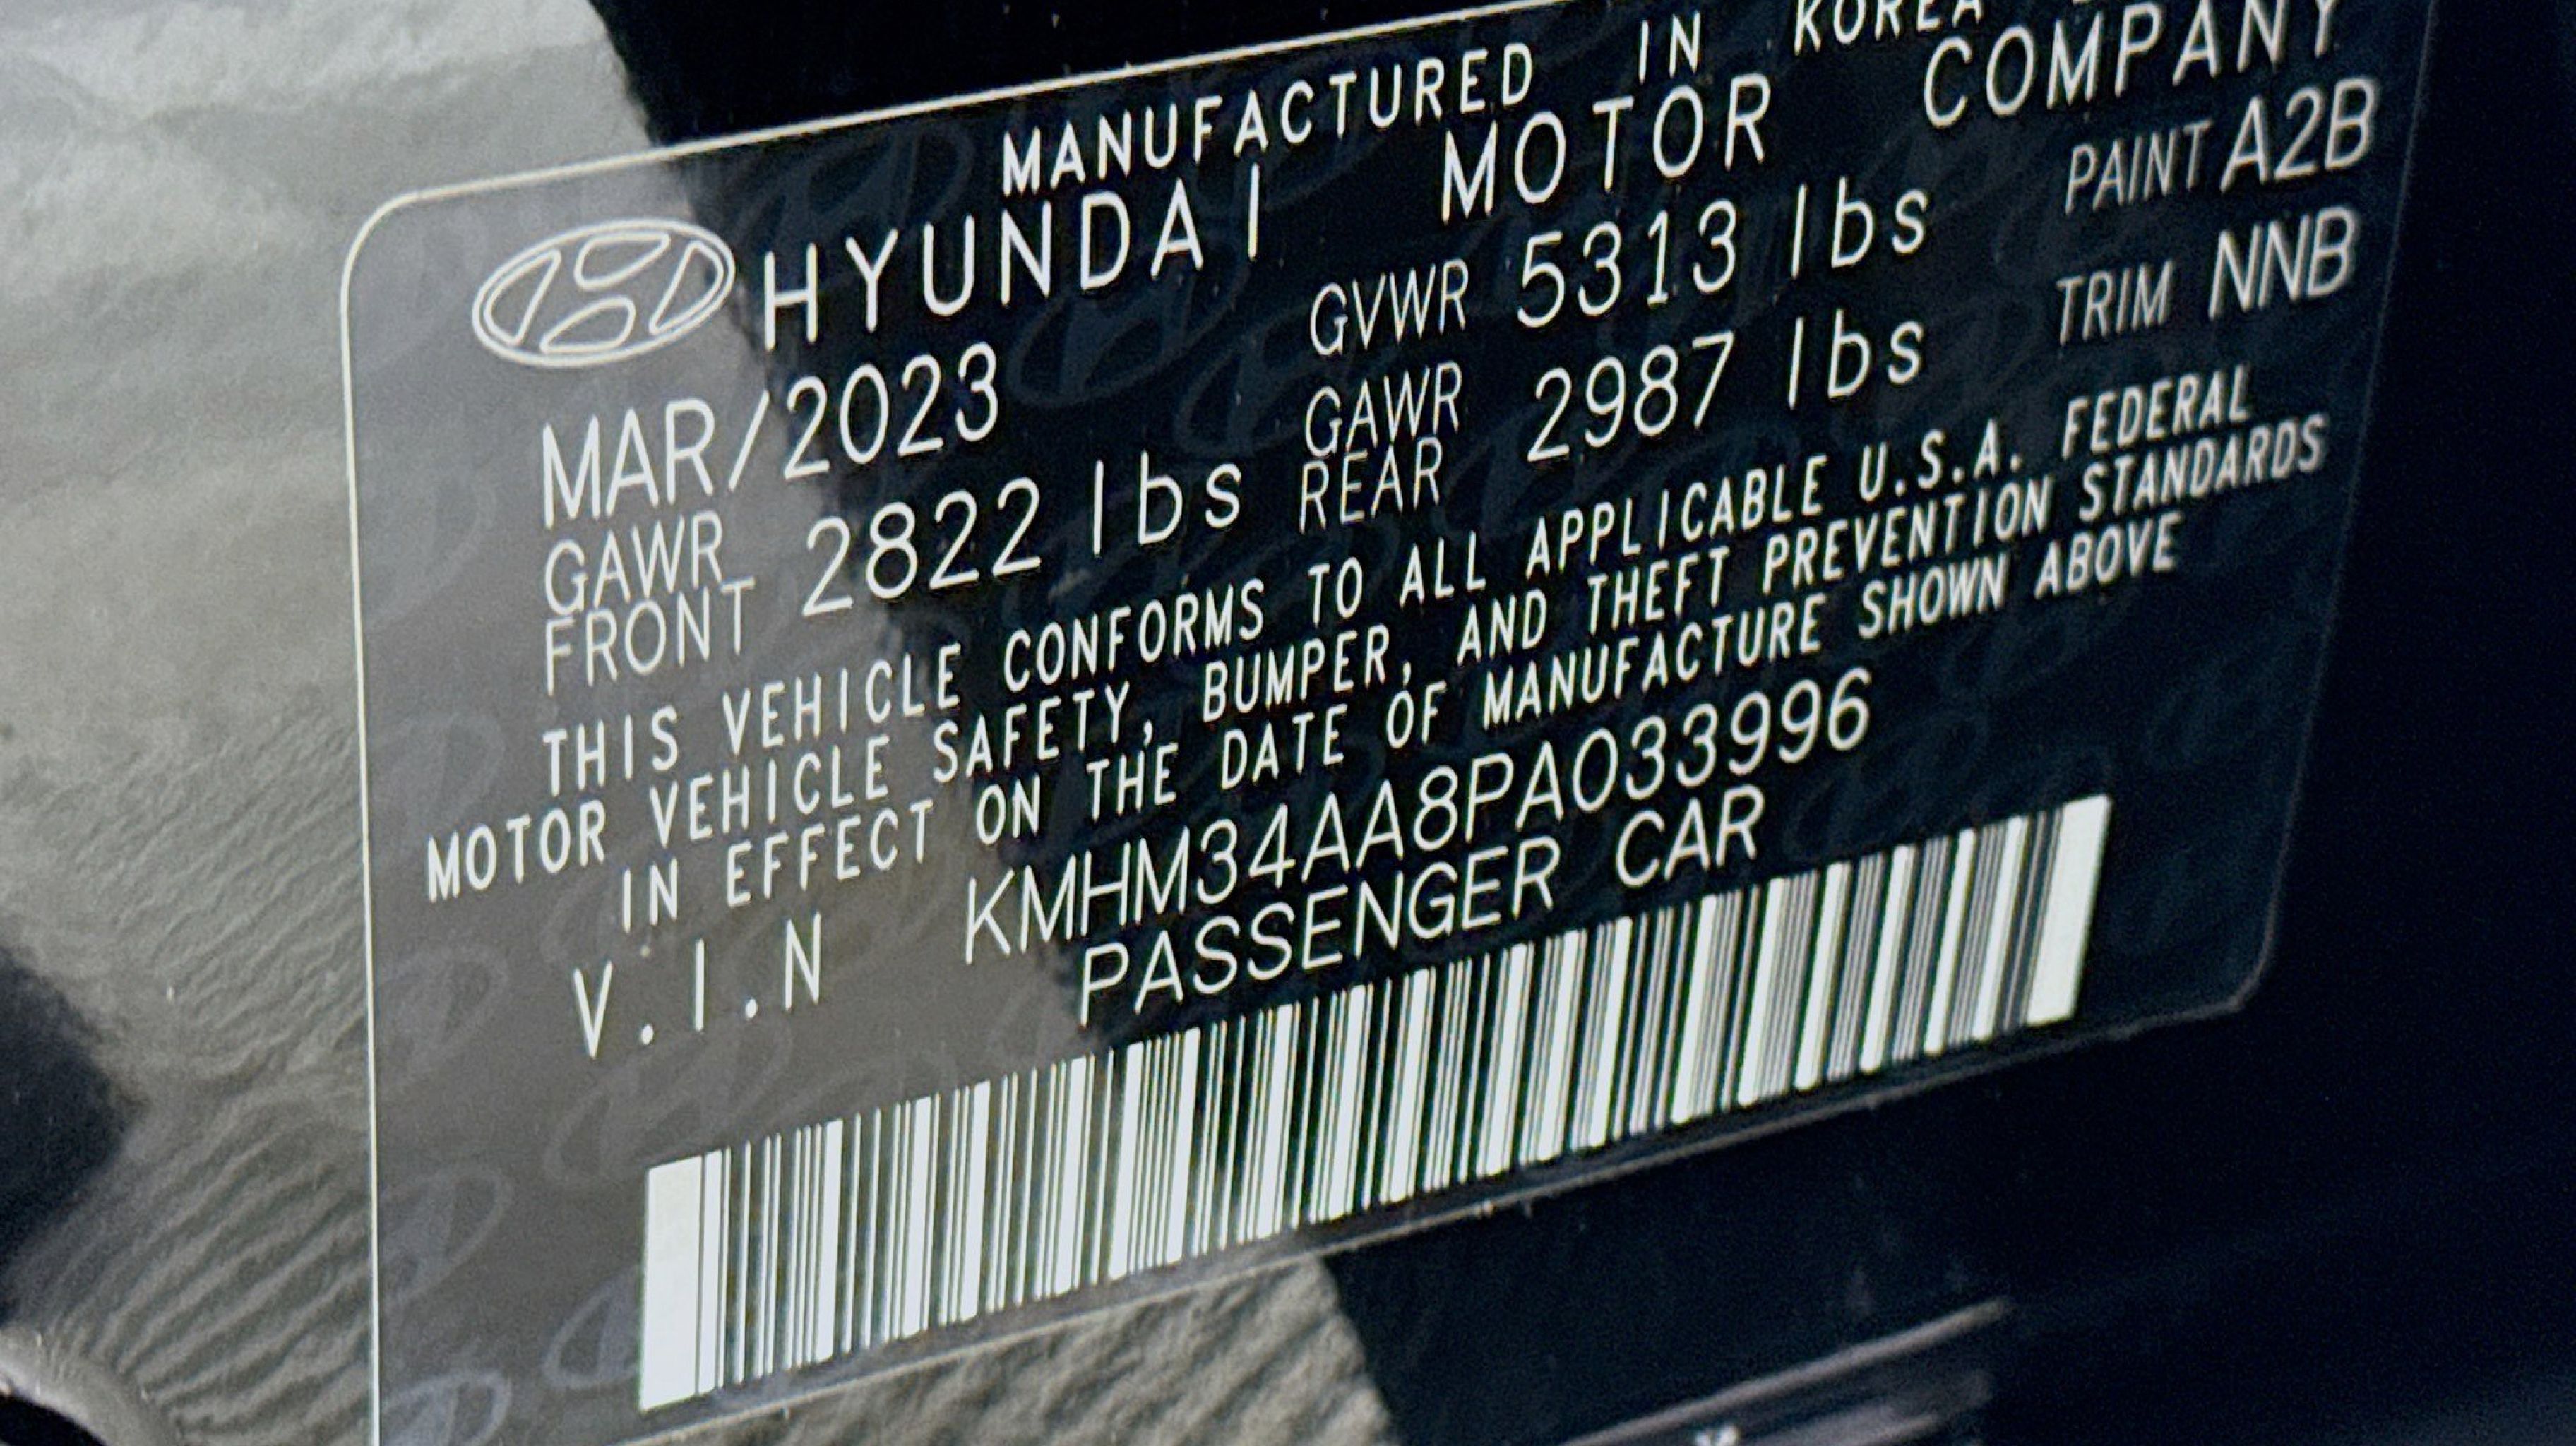 MANUFACTURED IN KOREA
HYUNDAI MOTOR COMPANY
MAR/2023 GVWR 5313 lbs PAINT A2B
GAWR FRONT 2822 lbs GAWR REAR 2987 lbs TRIM NNB
THIS VEHICLE CONFORMS TO ALL APPLICABLE U.S.A. FEDERAL
MOTOR VEHICLE SAFETY, BUMPER, AND THEFT PREVENTION STANDARDS
IN EFFECT ON THE DATE OF MANUFACTURE SHOWN ABOVE
V.I.N KMHM34AA8PA033996
PASSENGER CAR